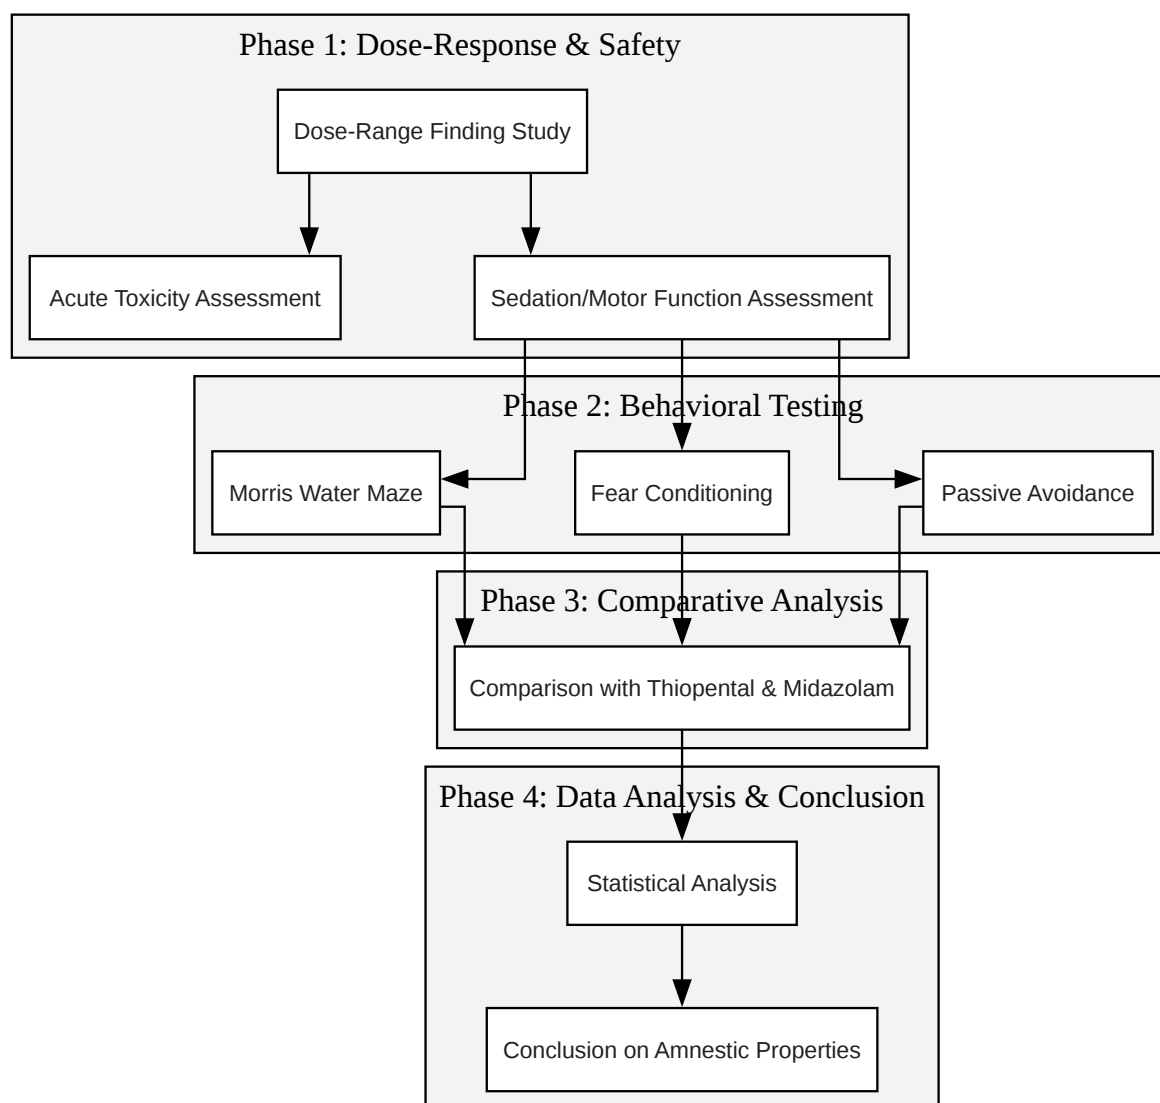 Phase 1: Dose-Response & Safety
Dose-Range Finding Study
Acute Toxicity Assessment
Sedation/Motor Function Assessment
Phase 2: Behavioral Testing
Morris Water Maze
Fear Conditioning
Passive Avoidance
Phase 3: Comparative Analysis
Comparison with Thiopental & Midazolam
Phase 4: Data Analysis & Conclusion
Statistical Analysis
Conclusion on Amnestic Properties